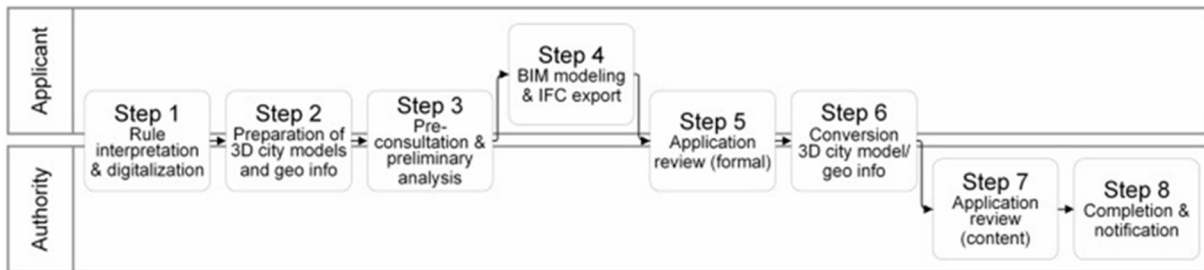 Applicant
Authority
Step 1
Rule
interpretation
& digitalization
Step 2
Preparation of
3D city models
and geo info
Step 3
Pre-
consultation &
preliminary
analysis
Step 4
BIM modeling
& IFC export
Step 5
Application
review (formal)
Step 6
Conversion
3D city model/
geo info
Step 7
Application
review
(content)
Step 8
Completion &
notification